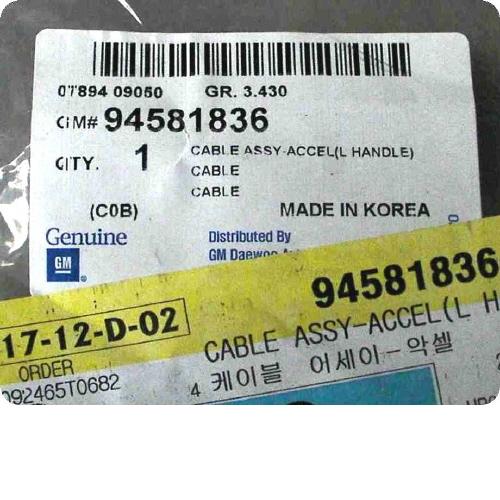 07894 09050 GR. 3.430
GM# 94581836
QTY. 1 CABLE ASSY-ACCEL(L HANDLE)
CABLE
CABLE
(C0B) MADE IN KOREA
Genuine
GM
Distributed By
GM Daewoo
94581836
17-12-D-02
CABLE ASSY-ACCEL(L H
ORDER
092465T0682
4 케이블 어세이-악셀